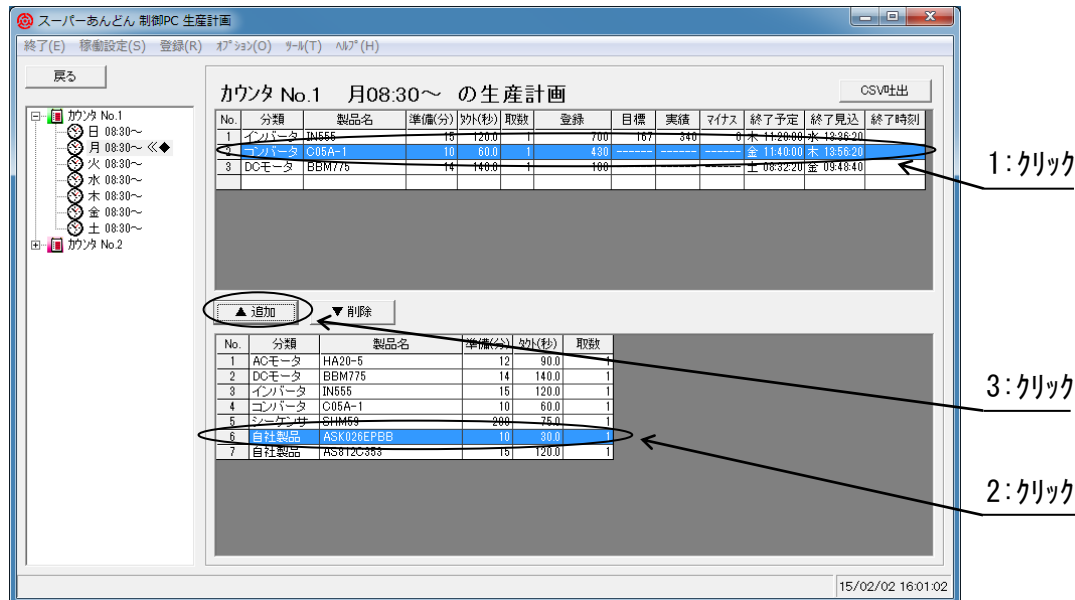 スーパーあんどん 制御PC 生産計画
終了(E) 稼働設定(S) 登録(R) ｵﾌﾟｼｮﾝ(O) ﾂｰﾙ(T) ﾍﾙﾌﾟ(H)
戻る
カウンタ No.1 月08:30～ の生産計画
CSV吐出
カウンタ No.1
日 08:30～
月 08:30～ ≪◆
火 08:30～
水 08:30～
木 08:30～
金 08:30～
土 08:30～
カウンタ No.2
No. 分類 製品名 準備(分) ﾀｸﾄ(秒) 取数 登録 目標 実績 マイナス 終了予定 終了見込 終了時刻
1 インバータ IN555 15 120.0 1 700 167 340 0 木 11:20:00 水 13:36:20
2 コンバータ C05A-1 10 60.0 1 430 ------ ------ ------ 金 11:40:00 木 13:56:20
3 DCモータ BBM775 14 140.0 1 100 土 08:32:20 金 09:48:40
1:ｸﾘｯｸ
▲ 追加 ▼ 削除
No. 分類 製品名 準備(分) ﾀｸﾄ(秒) 取数
1 ACモータ HA20-5 12 90.0 1
2 DCモータ BBM775 14 140.0 1
3 インバータ IN555 15 120.0 1
4 コンバータ C05A-1 10 60.0 1
5 シーケンサ SHM59 200 75.0 1
6 自社製品 ASK026EPBB 10 30.0 1
7 自社製品 AS812C353 15 120.0 1
3:ｸﾘｯｸ
2:ｸﾘｯｸ
15/02/02 16:01:02